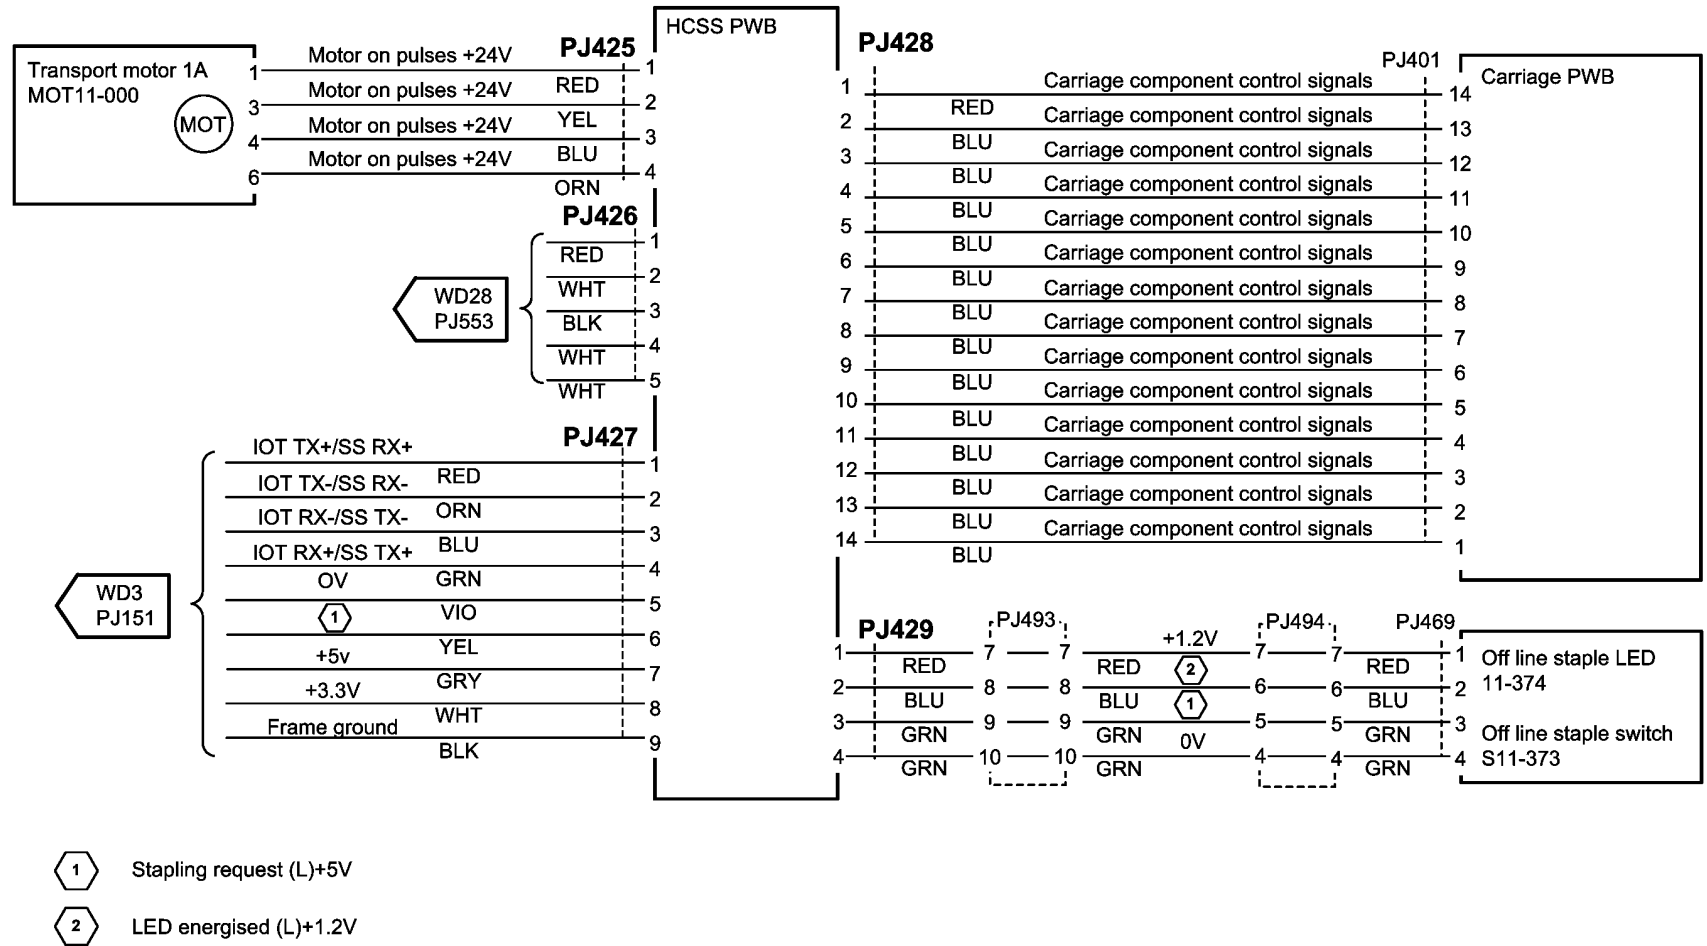 HCSS PWB
Transport motor 1A
MOT11-000
MOT
1
3
4
6
Motor on pulses +24V
Motor on pulses +24V
Motor on pulses +24V
Motor on pulses +24V
PJ425
RED
YEL
BLU
ORN
1
2
3
4
PJ426
WD28
PJ553
RED
WHT
BLK
WHT
WHT
1
2
3
4
5
PJ427
WD3
PJ151
IOT TX+/SS RX+
IOT TX-/SS RX-
IOT RX-/SS TX-
IOT RX+/SS TX+
OV
1
+5v
+3.3V
Frame ground
RED
ORN
BLU
GRN
VIO
YEL
GRY
WHT
BLK
1
2
3
4
5
6
7
8
9
PJ428
PJ401
Carriage PWB
1 Carriage component control signals 14
RED
2 Carriage component control signals 13
BLU
3 Carriage component control signals 12
BLU
4 Carriage component control signals 11
BLU
5 Carriage component control signals 10
BLU
6 Carriage component control signals 9
BLU
7 Carriage component control signals 8
BLU
8 Carriage component control signals 7
BLU
9 Carriage component control signals 6
BLU
10 Carriage component control signals 5
BLU
11 Carriage component control signals 4
BLU
12 Carriage component control signals 3
BLU
13 Carriage component control signals 2
BLU
14 Carriage component control signals 1
BLU
PJ429 PJ493 PJ494 PJ469
1 7 7 +1.2V 7 7 1
RED RED 2 RED
2 8 8 6 6 2
BLU BLU 1 BLU
3 9 9 5 5 3
GRN GRN 0V GRN
4 10 10 4 4 4
GRN GRN GRN
Off line staple LED
11-374
Off line staple switch
S11-373
1 Stapling request (L)+5V
2 LED energised (L)+1.2V